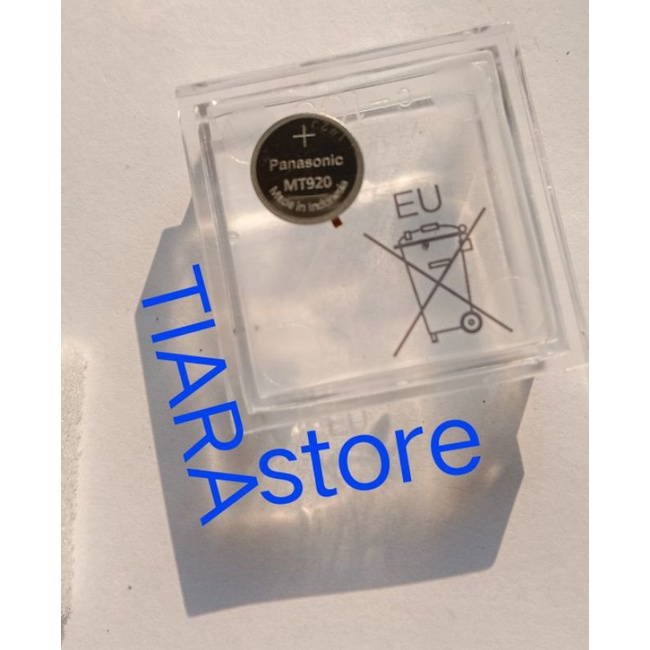 Panasonic
MT920
Made in Indonesia
EU
TIARA
store